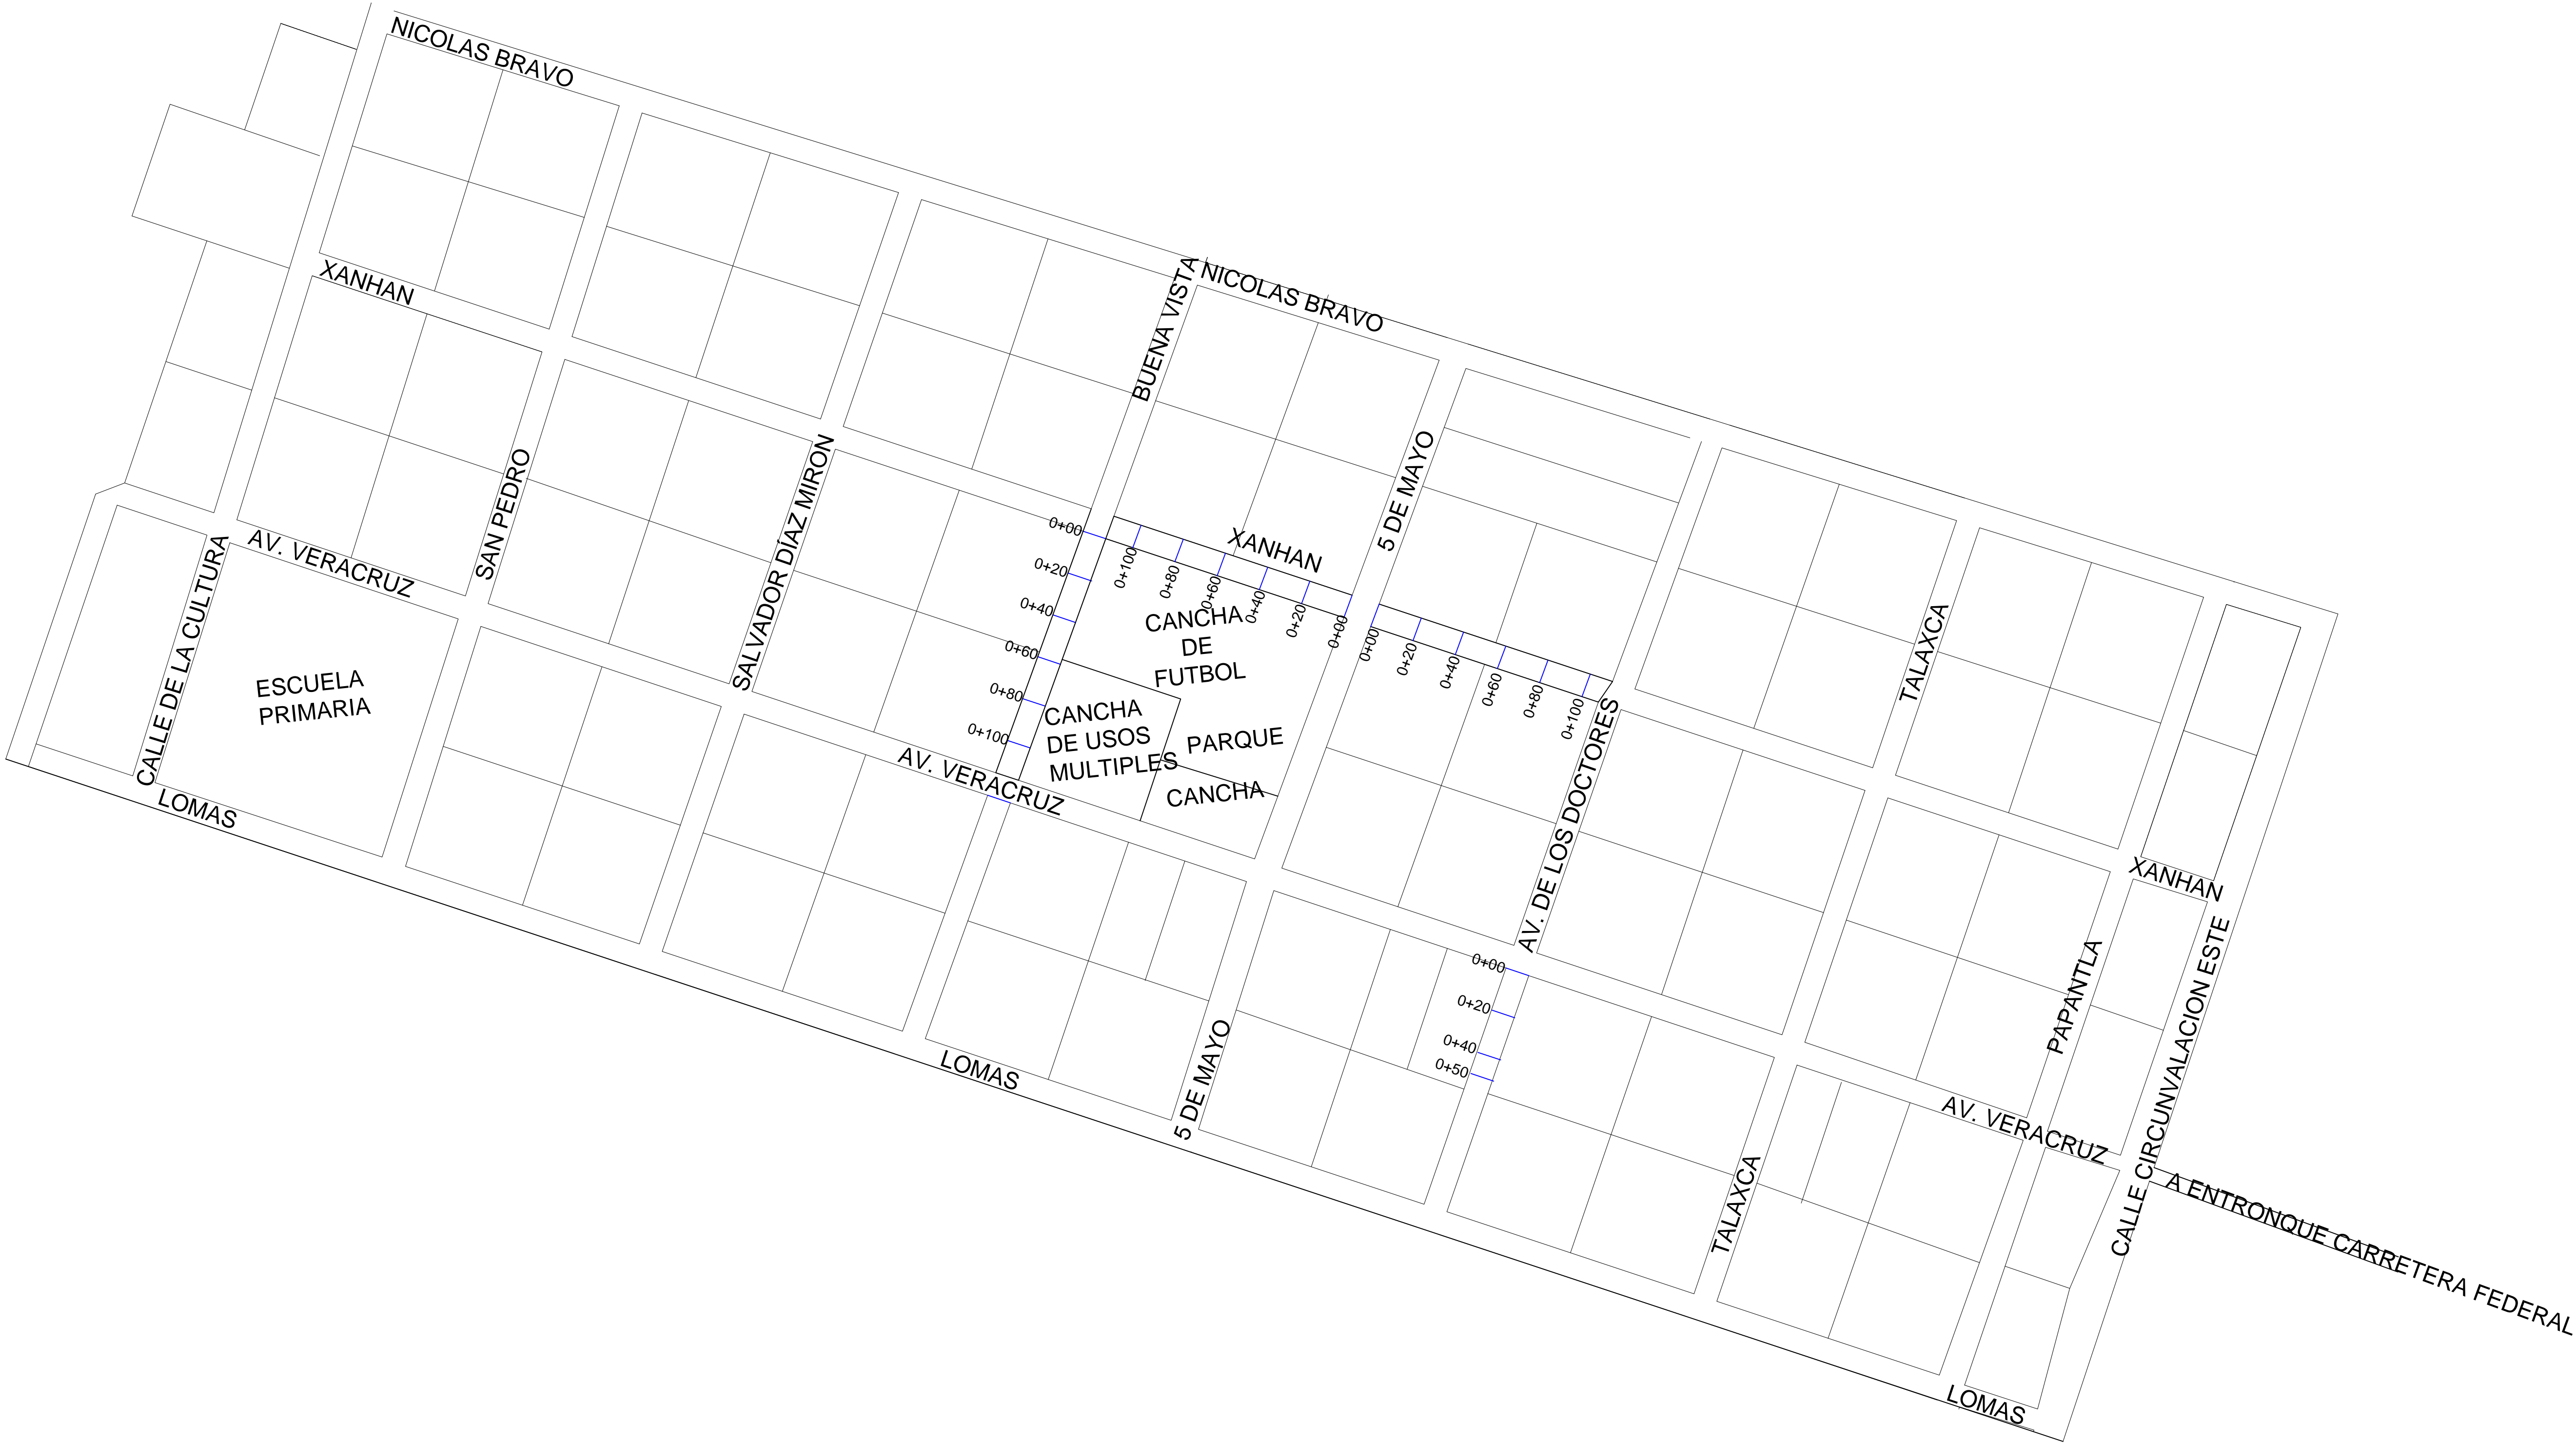 NICOLAS BRAVO
XANHAN
BUENA VISTA
NICOLAS BRAVO
SAN PEDRO
SALVADOR DÍAZ MIRON
5 DE MAYO
XANHAN
0+00
0+20
0+40
0+60
0+80
0+100
0+100
0+80
0+60
0+40
0+20
0+00
0+00
0+20
0+40
0+60
0+80
0+100
TALAXCA
AV. VERACRUZ
CALLE DE LA CULTURA
ESCUELA
PRIMARIA
CANCHA
DE
FUTBOL
CANCHA
DE USOS
MULTIPLES
PARQUE
CANCHA
AV. VERACRUZ
LOMAS
AV. DE LOS DOCTORES
XANHAN
0+00
0+20
0+40
0+50
PAPANTLA
CALLE CIRCUNVALACION ESTE
LOMAS
5 DE MAYO
AV. VERACRUZ
TALAXCA
A ENTRONQUE CARRETERA FEDERAL
LOMAS